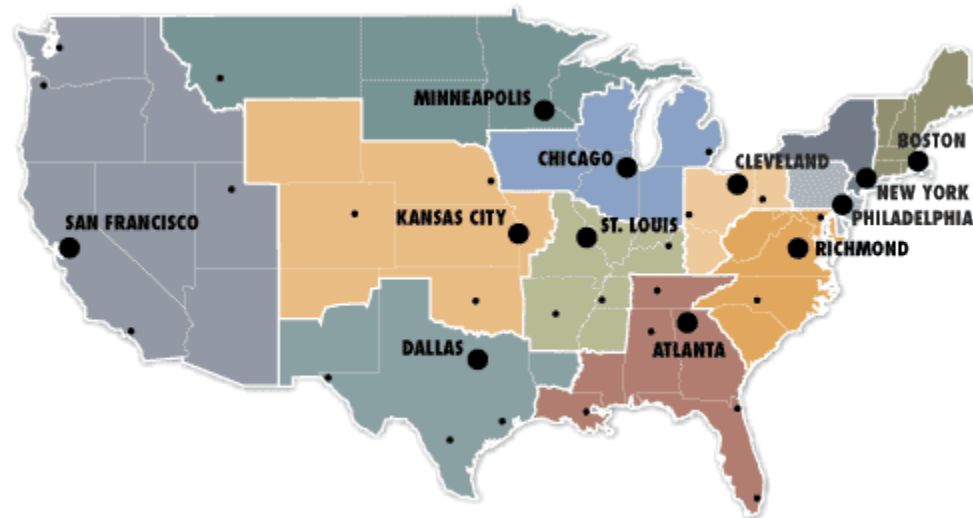 MINNEAPOLIS
BOSTON
CHICAGO
CLEVELAND
NEW YORK
KANSAS CITY
ST. LOUIS
PHILADELPHIA
SAN FRANCISCO
RICHMOND
DALLAS
ATLANTA